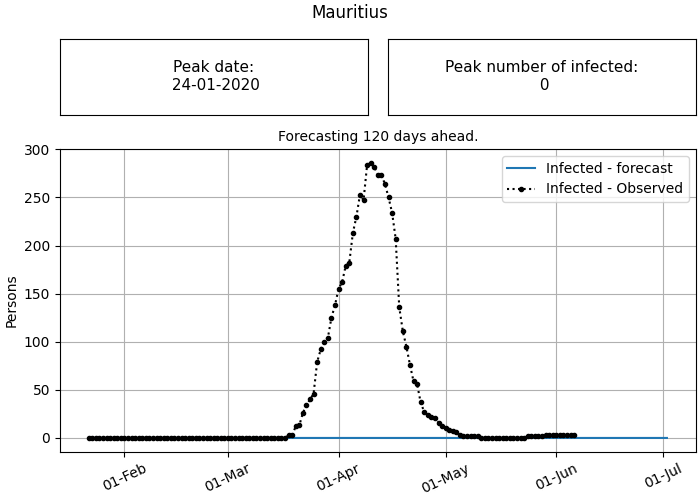 Mauritius
Peak date:
24-01-2020
Peak number of infected:
0
Forecasting 120 days ahead.
Infected - forecast
Infected - Observed
Persons
300
250
200
150
100
50
0
01-Feb
01-Mar
01-Apr
01-May
01-Jun
01-Jul